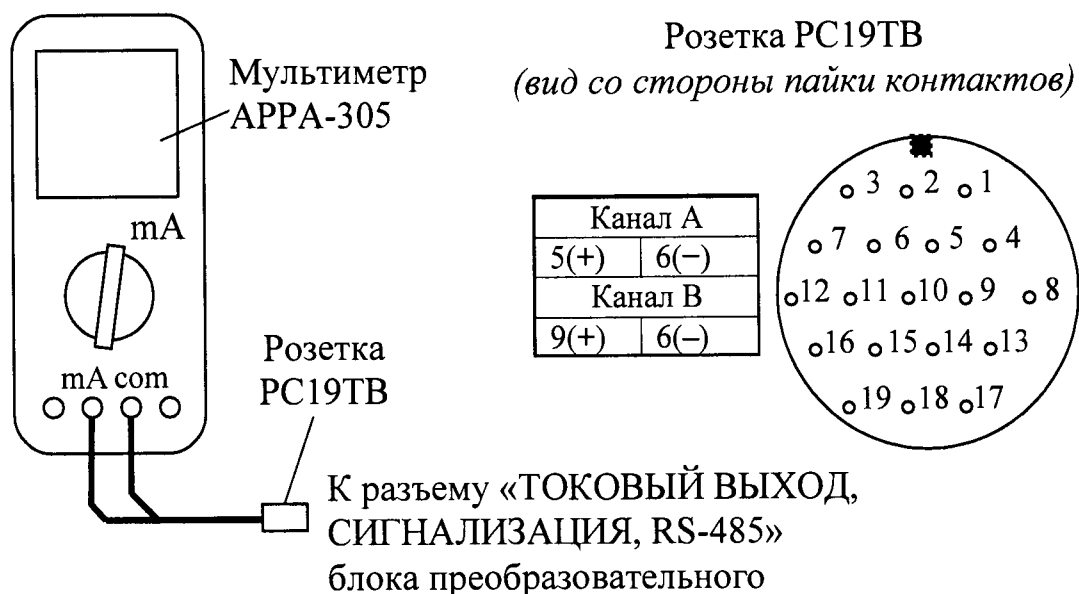 Розетка РС19ТВ
(вид со стороны пайки контактов)
Мультиметр
APPA-305
mA
mA com
Розетка
РС19ТВ
К разъему «ТОКОВЫЙ ВЫХОД,
СИГНАЛИЗАЦИЯ, RS-485»
блока преобразовательного
Канал А
5(+) 6(−)
Канал В
9(+) 6(−)
3 2 1
7 6 5 4
12 11 10 9 8
16 15 14 13
19 18 17